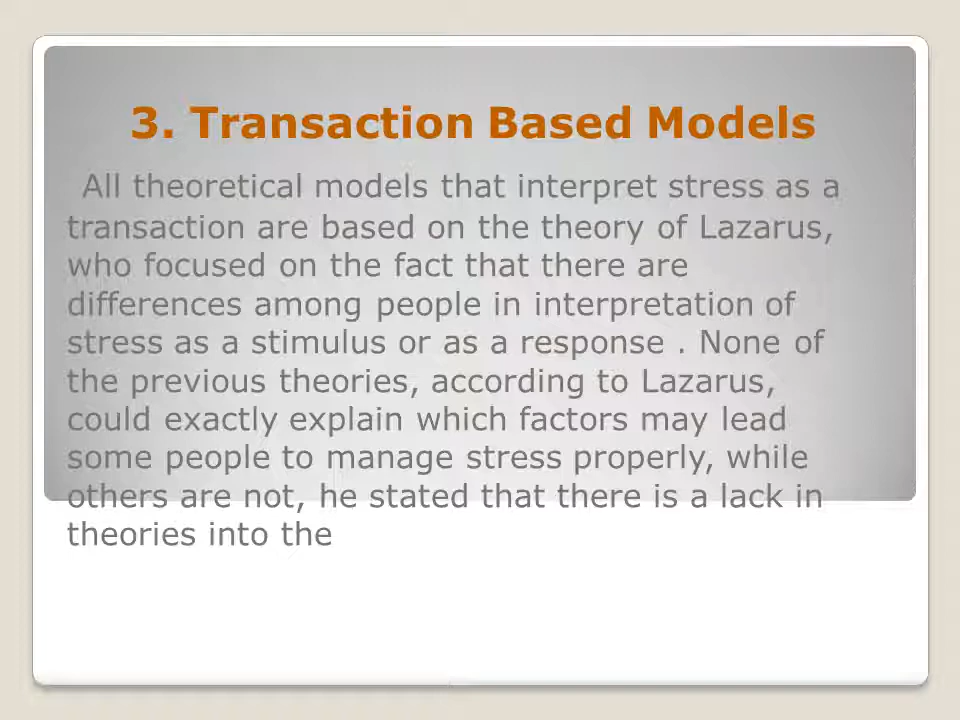 3. Transaction Based Models
All theoretical models that interpret stress as a
transaction are based on the theory of Lazarus,
who focused on the fact that there are
differences among people in interpretation of
stress as a stimulus or as a response . None of
the previous theories, according to Lazarus,
could exactly explain which factors may lead
some people to manage stress properly, while
others are not, he stated that there is a lack in
theories into the